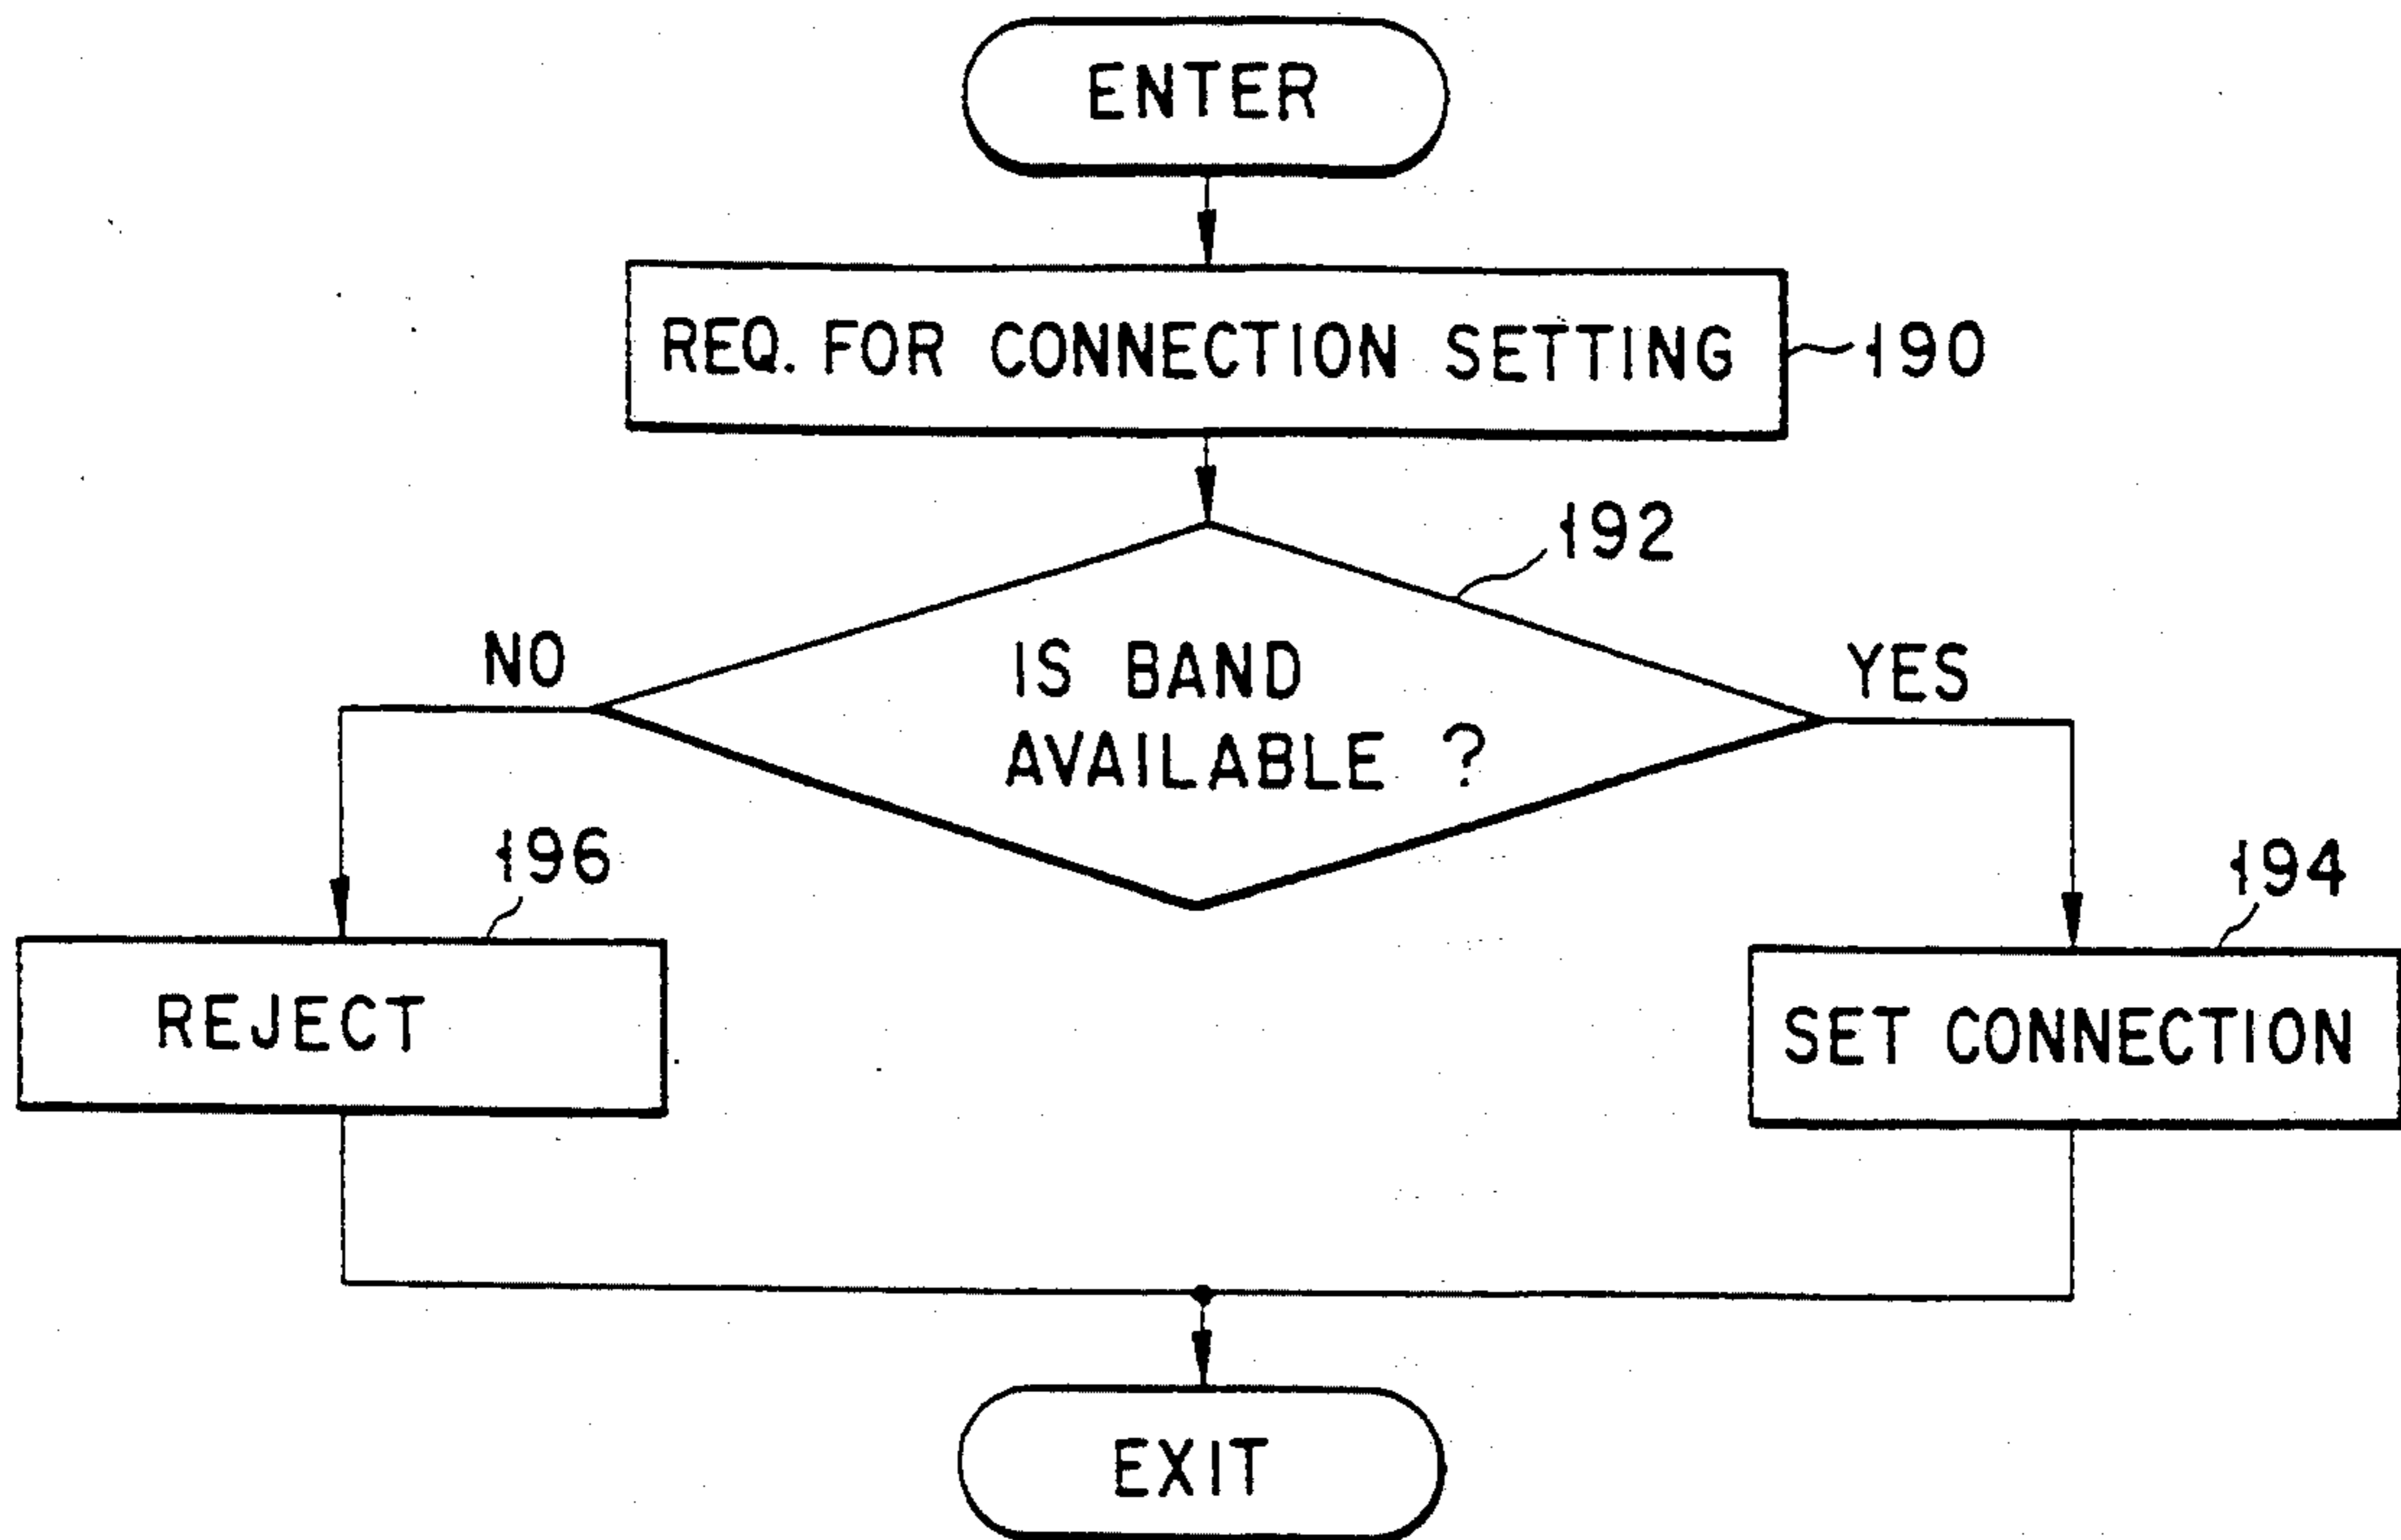 ENTER
REQ. FOR CONNECTION SETTING
190
192
NO
IS BAND
AVAILABLE ?
YES
196
194
REJECT
SET CONNECTION
EXIT